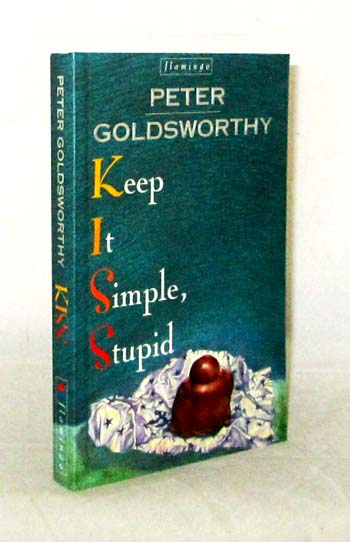 flamingo
PETER
GOLDSWORTHY
Keep
It
Simple,
Stupid
PETER GOLDSWORTHY KISS flamingo